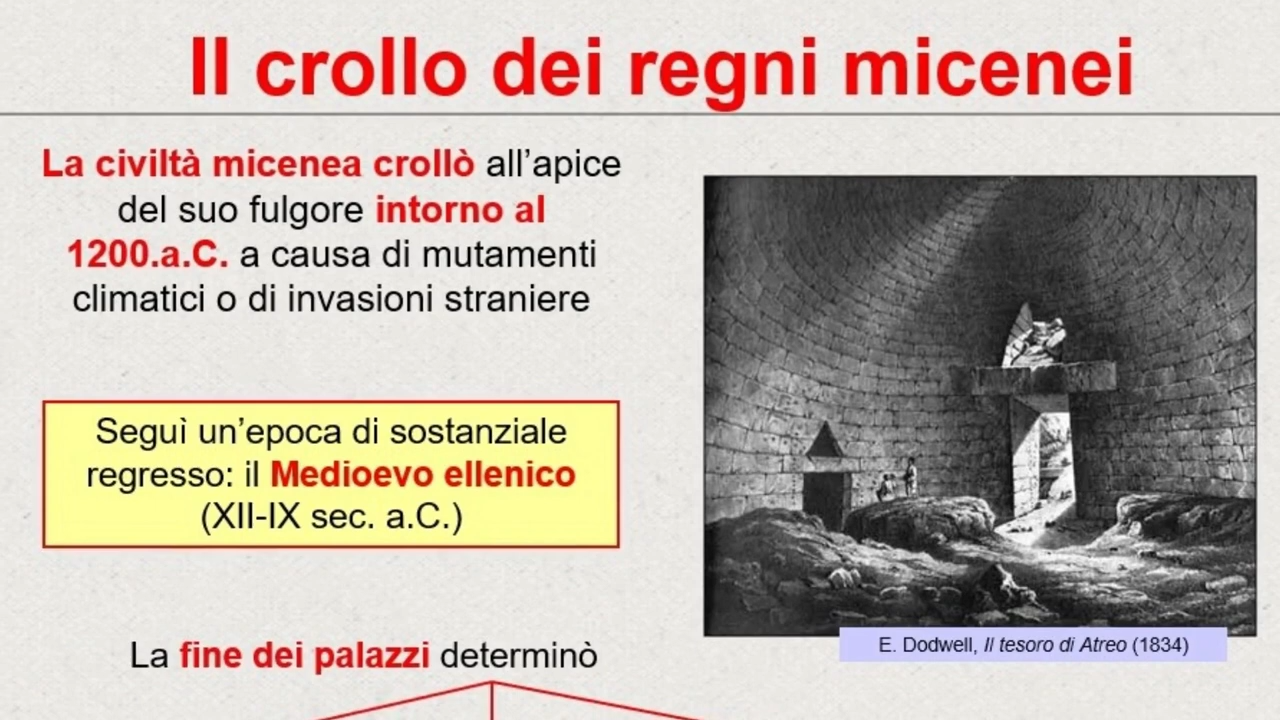 Il crollo dei regni micenei
La civiltà micenea crollò all’apice
del suo fulgore intorno al
1200.a.C. a causa di mutamenti
climatici o di invasioni straniere
Seguì un’epoca di sostanziale
regresso: il Medioevo ellenico
(XII-IX sec. a.C.)
La fine dei palazzi determinò
E. Dodwell, Il tesoro di Atreo (1834)